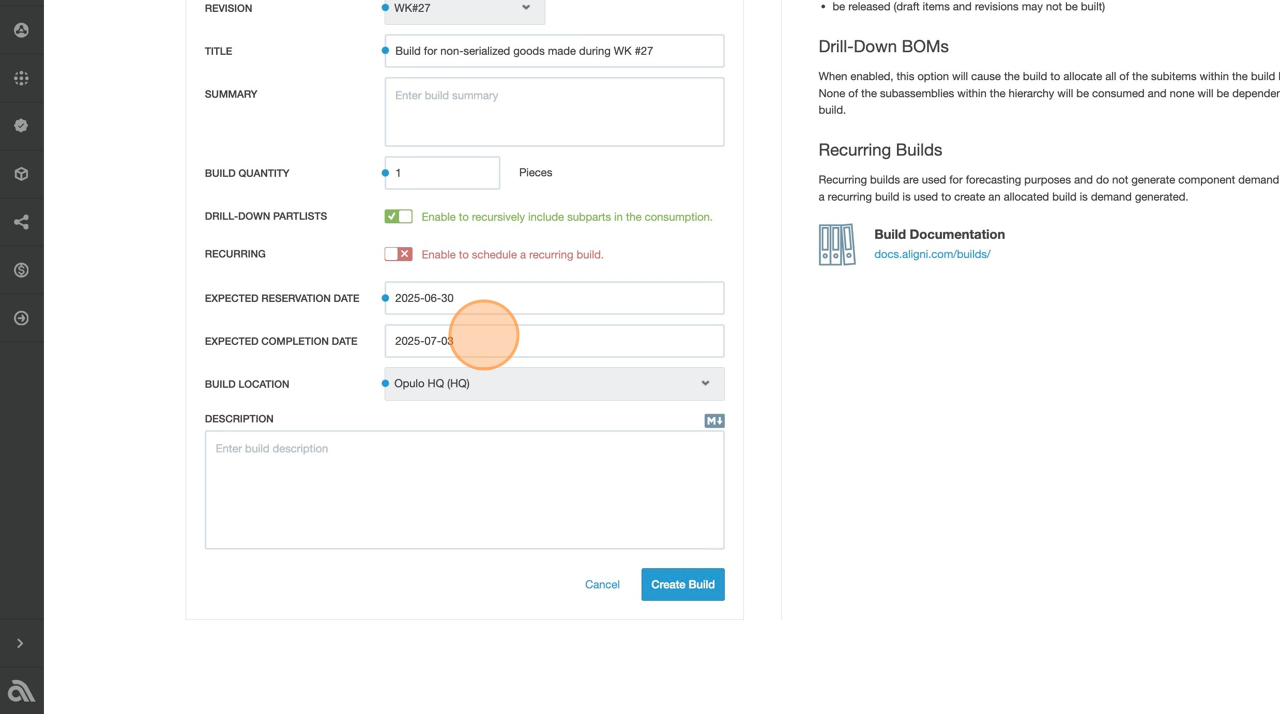 REVISION
WK#27
TITLE
Build for non-serialized goods made during WK #27
SUMMARY
Enter build summary
BUILD QUANTITY
1
Pieces
DRILL-DOWN PARTLISTS
Enable to recursively include subparts in the consumption.
RECURRING
Enable to schedule a recurring build.
EXPECTED RESERVATION DATE
2025-06-30
EXPECTED COMPLETION DATE
2025-07-03
BUILD LOCATION
Opulo HQ (HQ)
DESCRIPTION
M
Enter build description
Cancel
Create Build
• be released (draft items and revisions may not be built)
Drill-Down BOMs
When enabled, this option will cause the build to allocate all of the subitems within the build
None of the subassemblies within the hierarchy will be consumed and none will be
build.
Recurring Builds
Recurring builds are used for forecasting purposes and do not generate component demand
a recurring build is used to create an allocated build is demand generated.
Build Documentation
docs.aligni.com/builds/